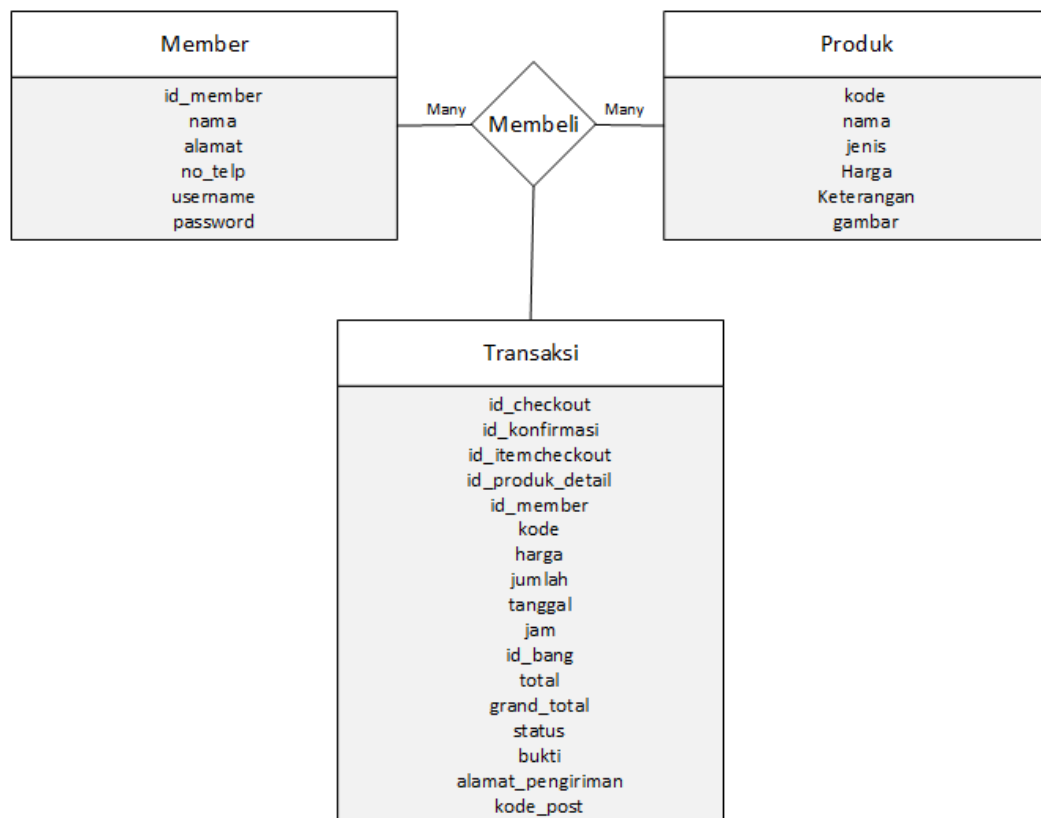 Member
id_member
nama
alamat
no_telp
username
password
Many
Membeli
Many
Produk
kode
nama
jenis
Harga
Keterangan
gambar
Transaksi
id_checkout
id_konfirmasi
id_itemcheckout
id_produk_detail
id_member
kode
harga
jumlah
tanggal
jam
id_bang
total
grand_total
status
bukti
alamat_pengiriman
kode_post